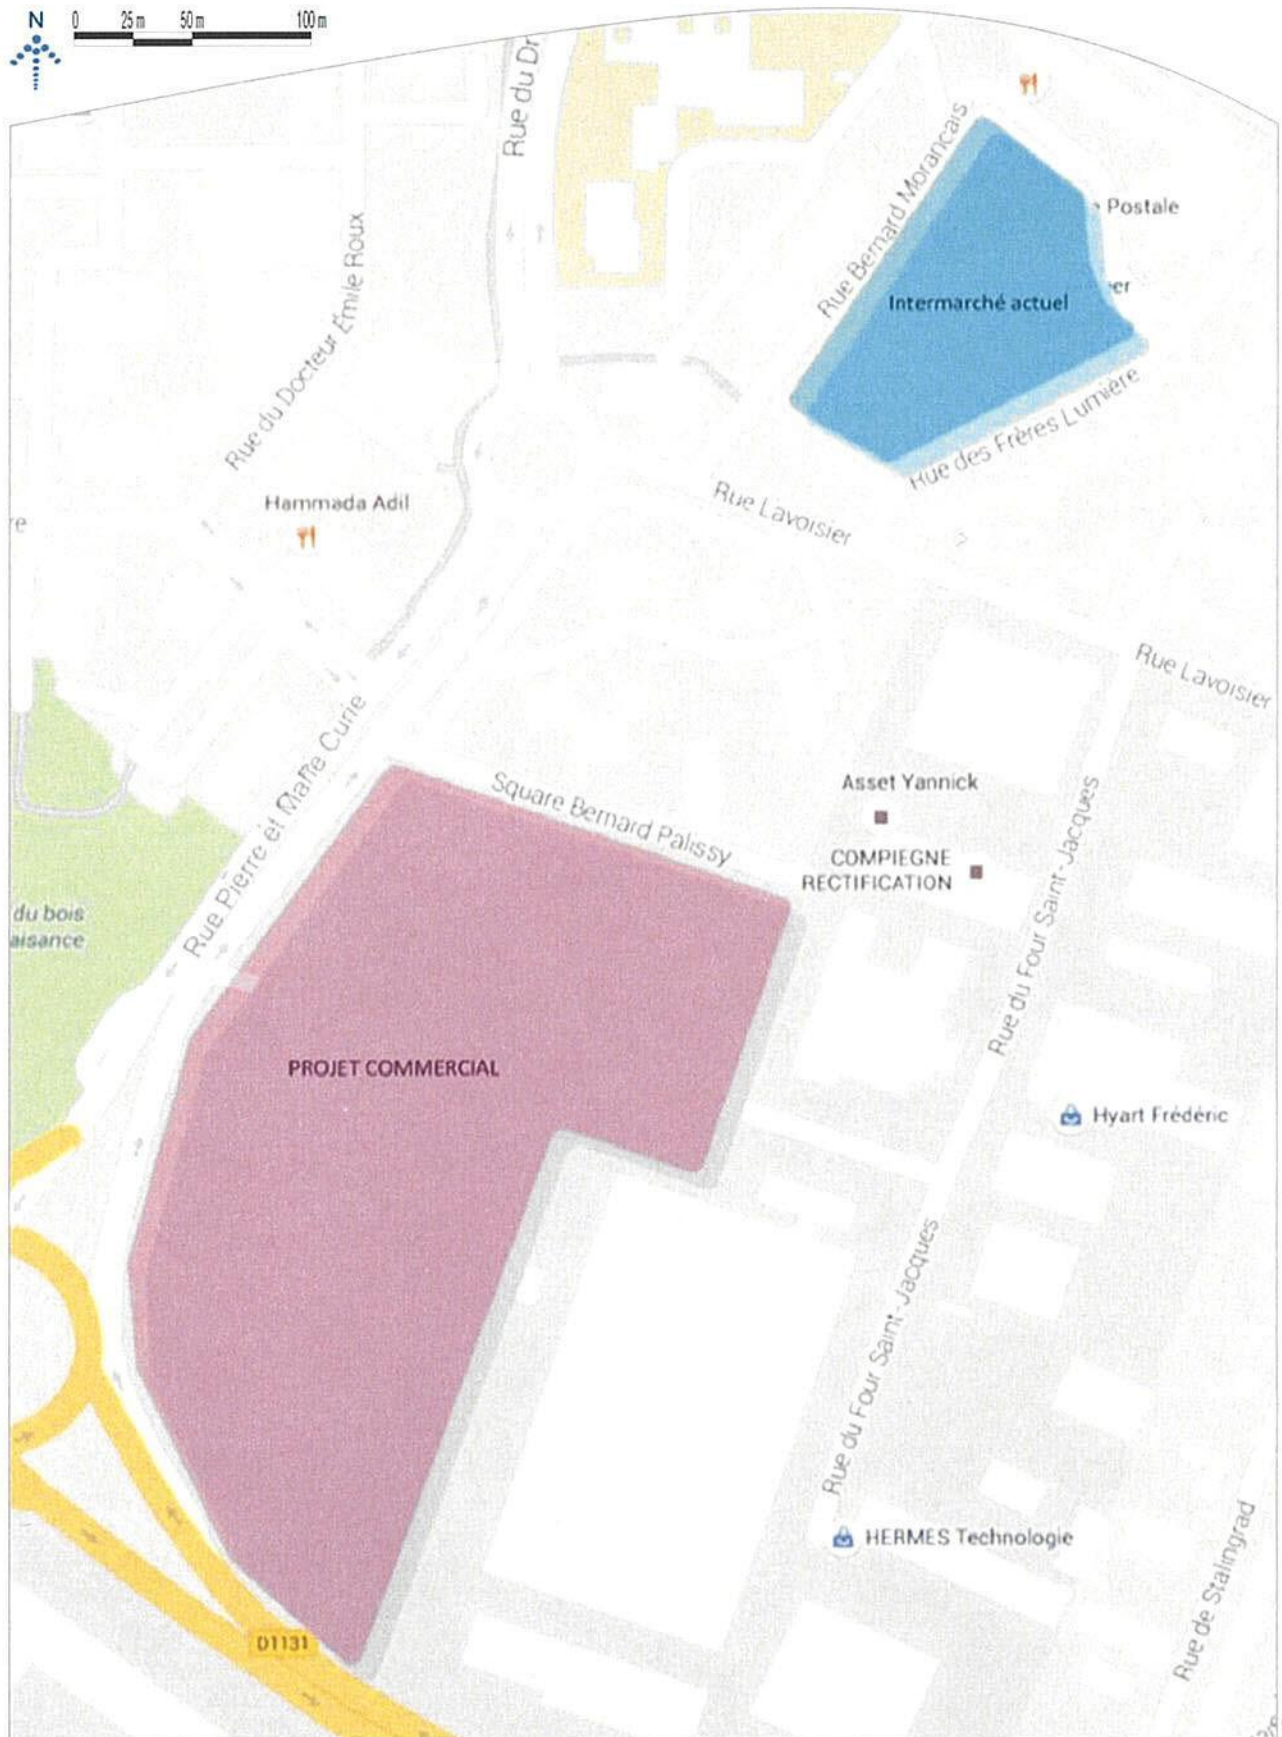 N
0 25 m 50 m 100 m
Rue du Dr
Rue Bernard Morançais
Postale
er
Intermarché actuel
Rue du Docteur Émile Roux
Rue des Frères Lumière
Hammada Adil
Rue Lavoisier
re
Rue Lavoisier
Rue Pierre et Marie Curie
Square Bernard Palissy
Asset Yannick
COMPIEGNE
RECTIFICATION
Rue du Four Saint-Jacques
du bois
aisance
PROJET COMMERCIAL
Hyart Frédéric
Rue du Four Saint-Jacques
HERMES Technologie
Rue de Stalingrad
D1131